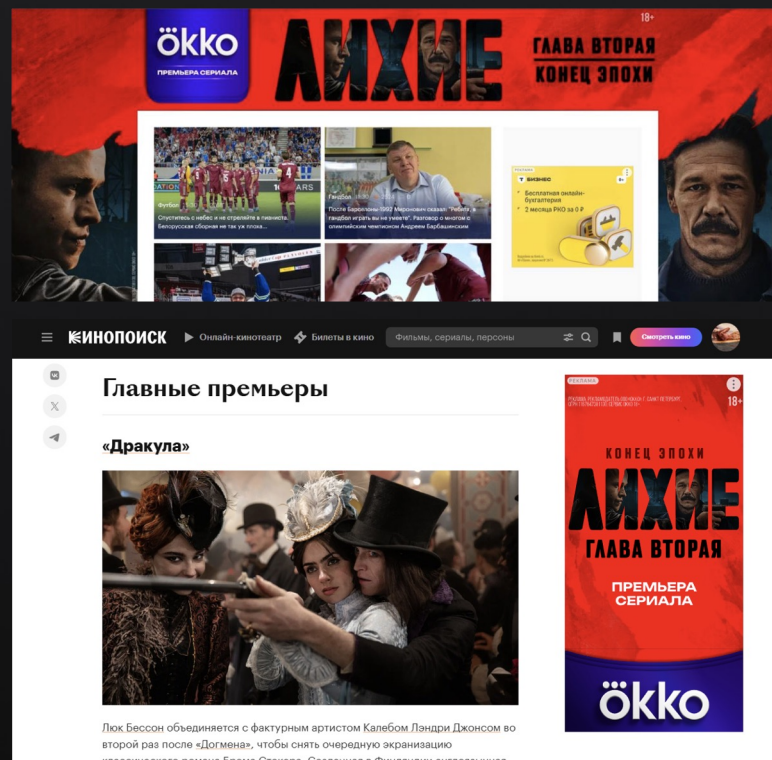 18+
ökko
ПРЕМЬЕРА СЕРИАЛА
ЛИХИЕ
ГЛАВА ВТОРАЯ
КОНЕЦ ЭПОХИ
Футбол
Спуститесь с небес и не стреляйте в пианиста.
Белорусская сборная не так уж плоха...
Гандбол
После Барселоны-1992 Миронович сказал: "Ребята, в
гандбол играть вы не умеете". Разговор о многом с
олимпийским чемпионом Андреем Барбашинским
РЕКЛАМА
Т БИЗНЕС
Бесплатная онлайн-
бухгалтерия
2 месяца РКО за 0 ₽
КИНОПОИСК
Онлайн-кинотеатр
Билеты в кино
Фильмы, сериалы, персоны
Смотреть кино
Главные премьеры
«Дракула»
Люк Бессон объединяется с фактурным артистом Калебом Лэндри Джонсом во
второй раз после «Догмена», чтобы снять очередную экранизацию
РЕКЛАМА
18+
КОНЕЦ ЭПОХИ
ЛИХИЕ
ГЛАВА ВТОРАЯ
ПРЕМЬЕРА
СЕРИАЛА
ökko